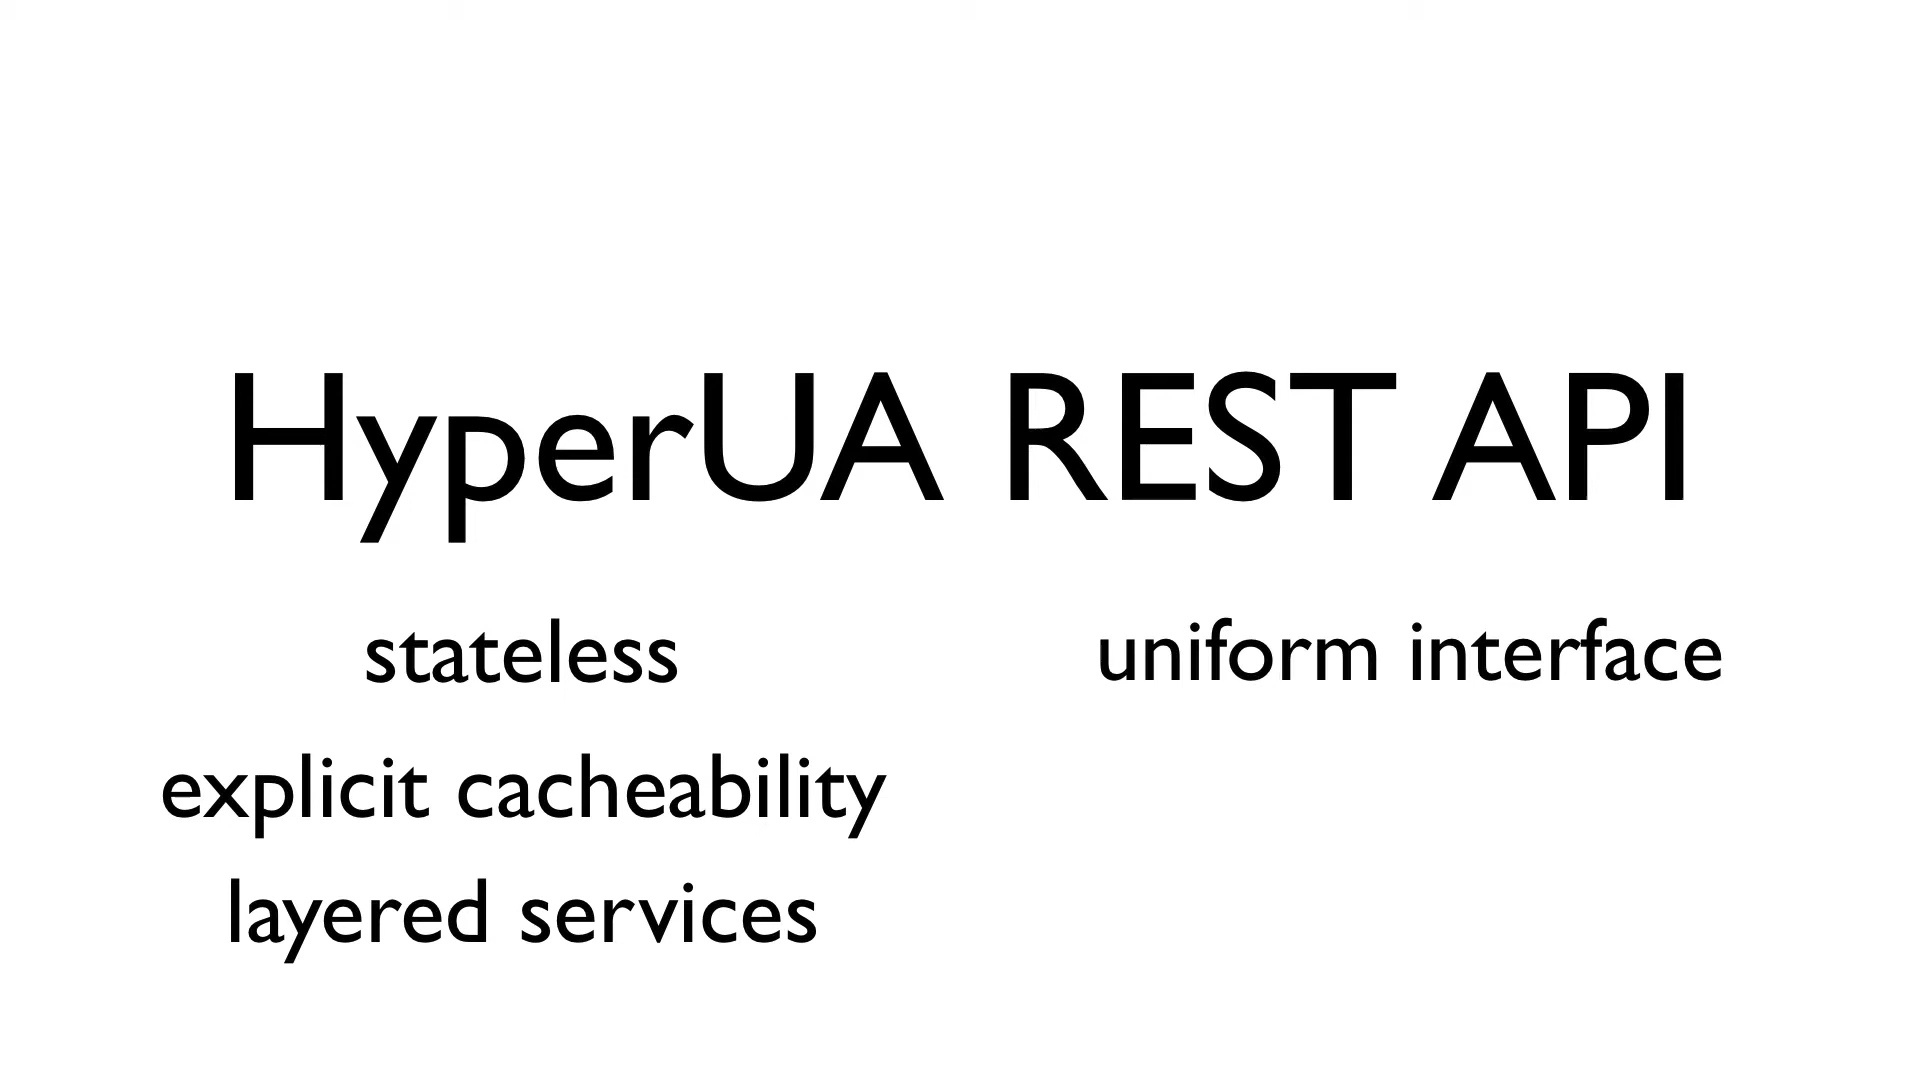 HyperUA REST API
stateless
explicit cacheability
layered services
uniform interface